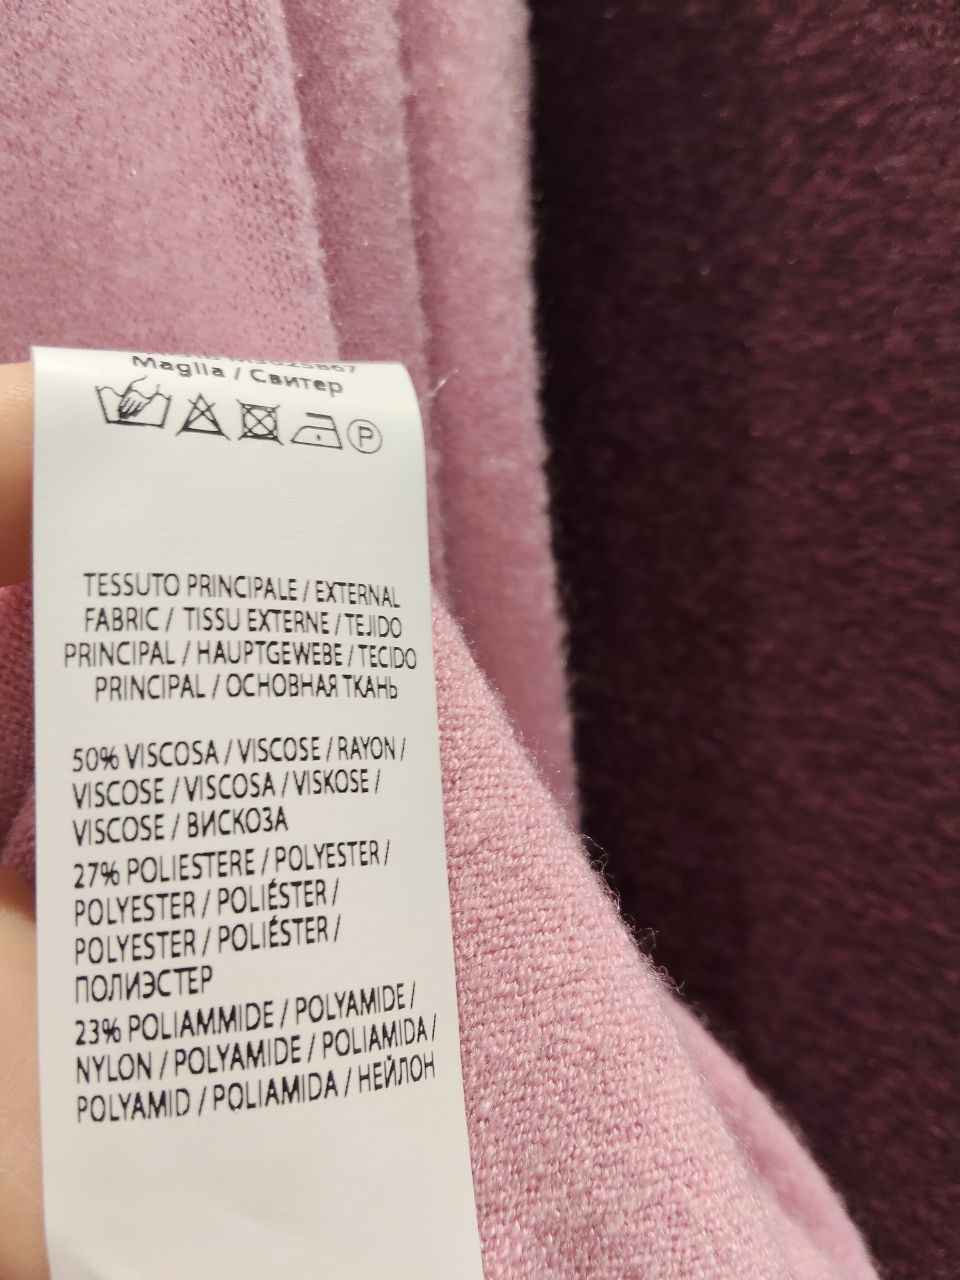 Maglia / Свитер
P
TESSUTO PRINCIPALE / EXTERNAL
FABRIC / TISSU EXTERNE / TEJIDO
PRINCIPAL / HAUPTGEWEBE / TECIDO
PRINCIPAL / ОСНОВНАЯ ТКАНЬ
50% VISCOSA / VISCOSE / RAYON /
VISCOSE / VISCOSA / VISKOSE /
VISCOSE / ВИСКОЗА
27% POLIESTERE / POLYESTER /
POLYESTER / POLIÉSTER /
POLYESTER / POLIÉSTER /
ПОЛИЭСТЕР
23% POLIAMMIDE / POLYAMIDE /
NYLON / POLYAMIDE / POLIAMIDA /
POLYAMID / POLIAMIDA / НЕЙЛОН